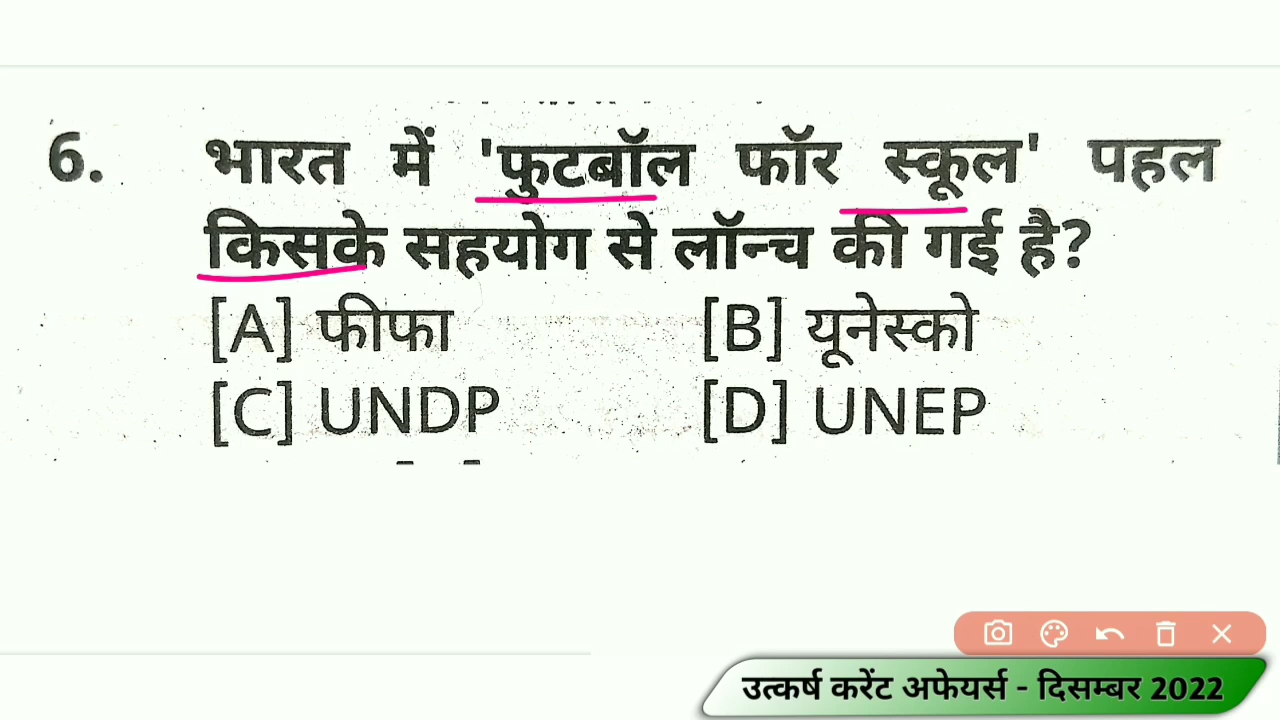 6. भारत में 'फुटबॉल फॉर स्कूल' पहल
किसके सहयोग से लॉन्च की गई है?
[A] फीफा [B] यूनेस्को
[C] UNDP [D] UNEP
उत्कर्ष करेंट अफेयर्स - दिसम्बर 2022